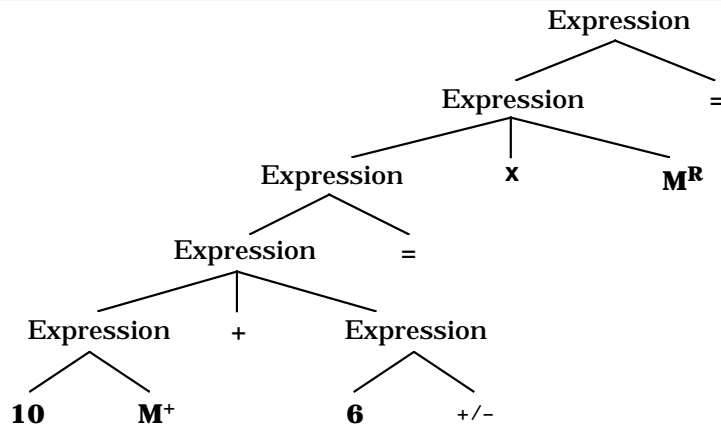 Expression
Expression =
Expression x M^R
Expression =
Expression + Expression
10 M⁺ 6 +/-